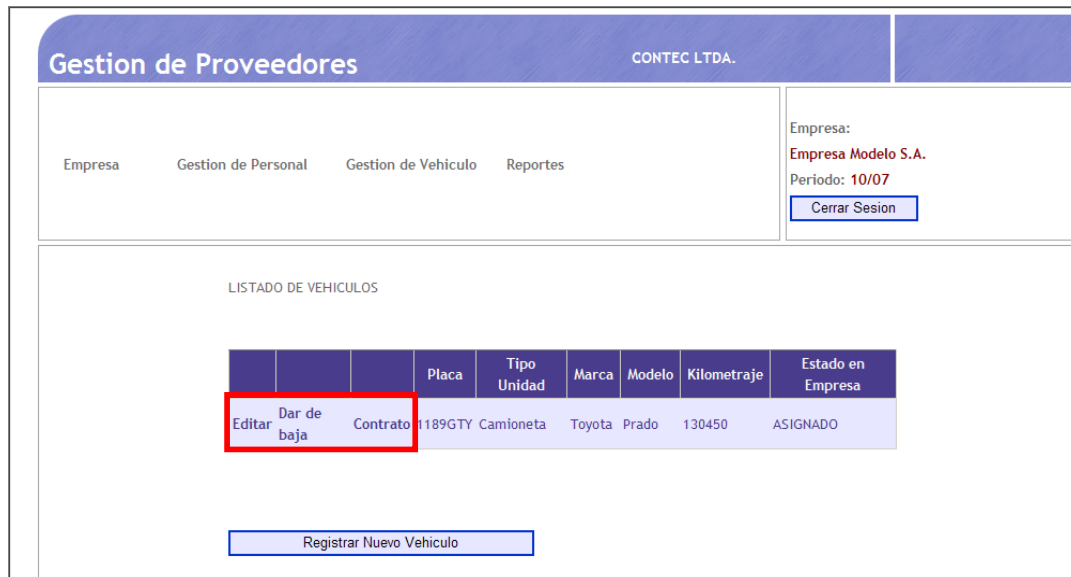 Gestion de Proveedores
CONTEC LTDA.
Empresa Gestion de Personal Gestion de Vehiculo Reportes
Empresa:
Empresa Modelo S.A.
Periodo: 10/07
Cerrar Sesion
LISTADO DE VEHICULOS
Placa Tipo Unidad Marca Modelo Kilometraje Estado en Empresa
Editar Dar de baja Contrato 1189GTY Camioneta Toyota Prado 130450 ASIGNADO
Registrar Nuevo Vehiculo